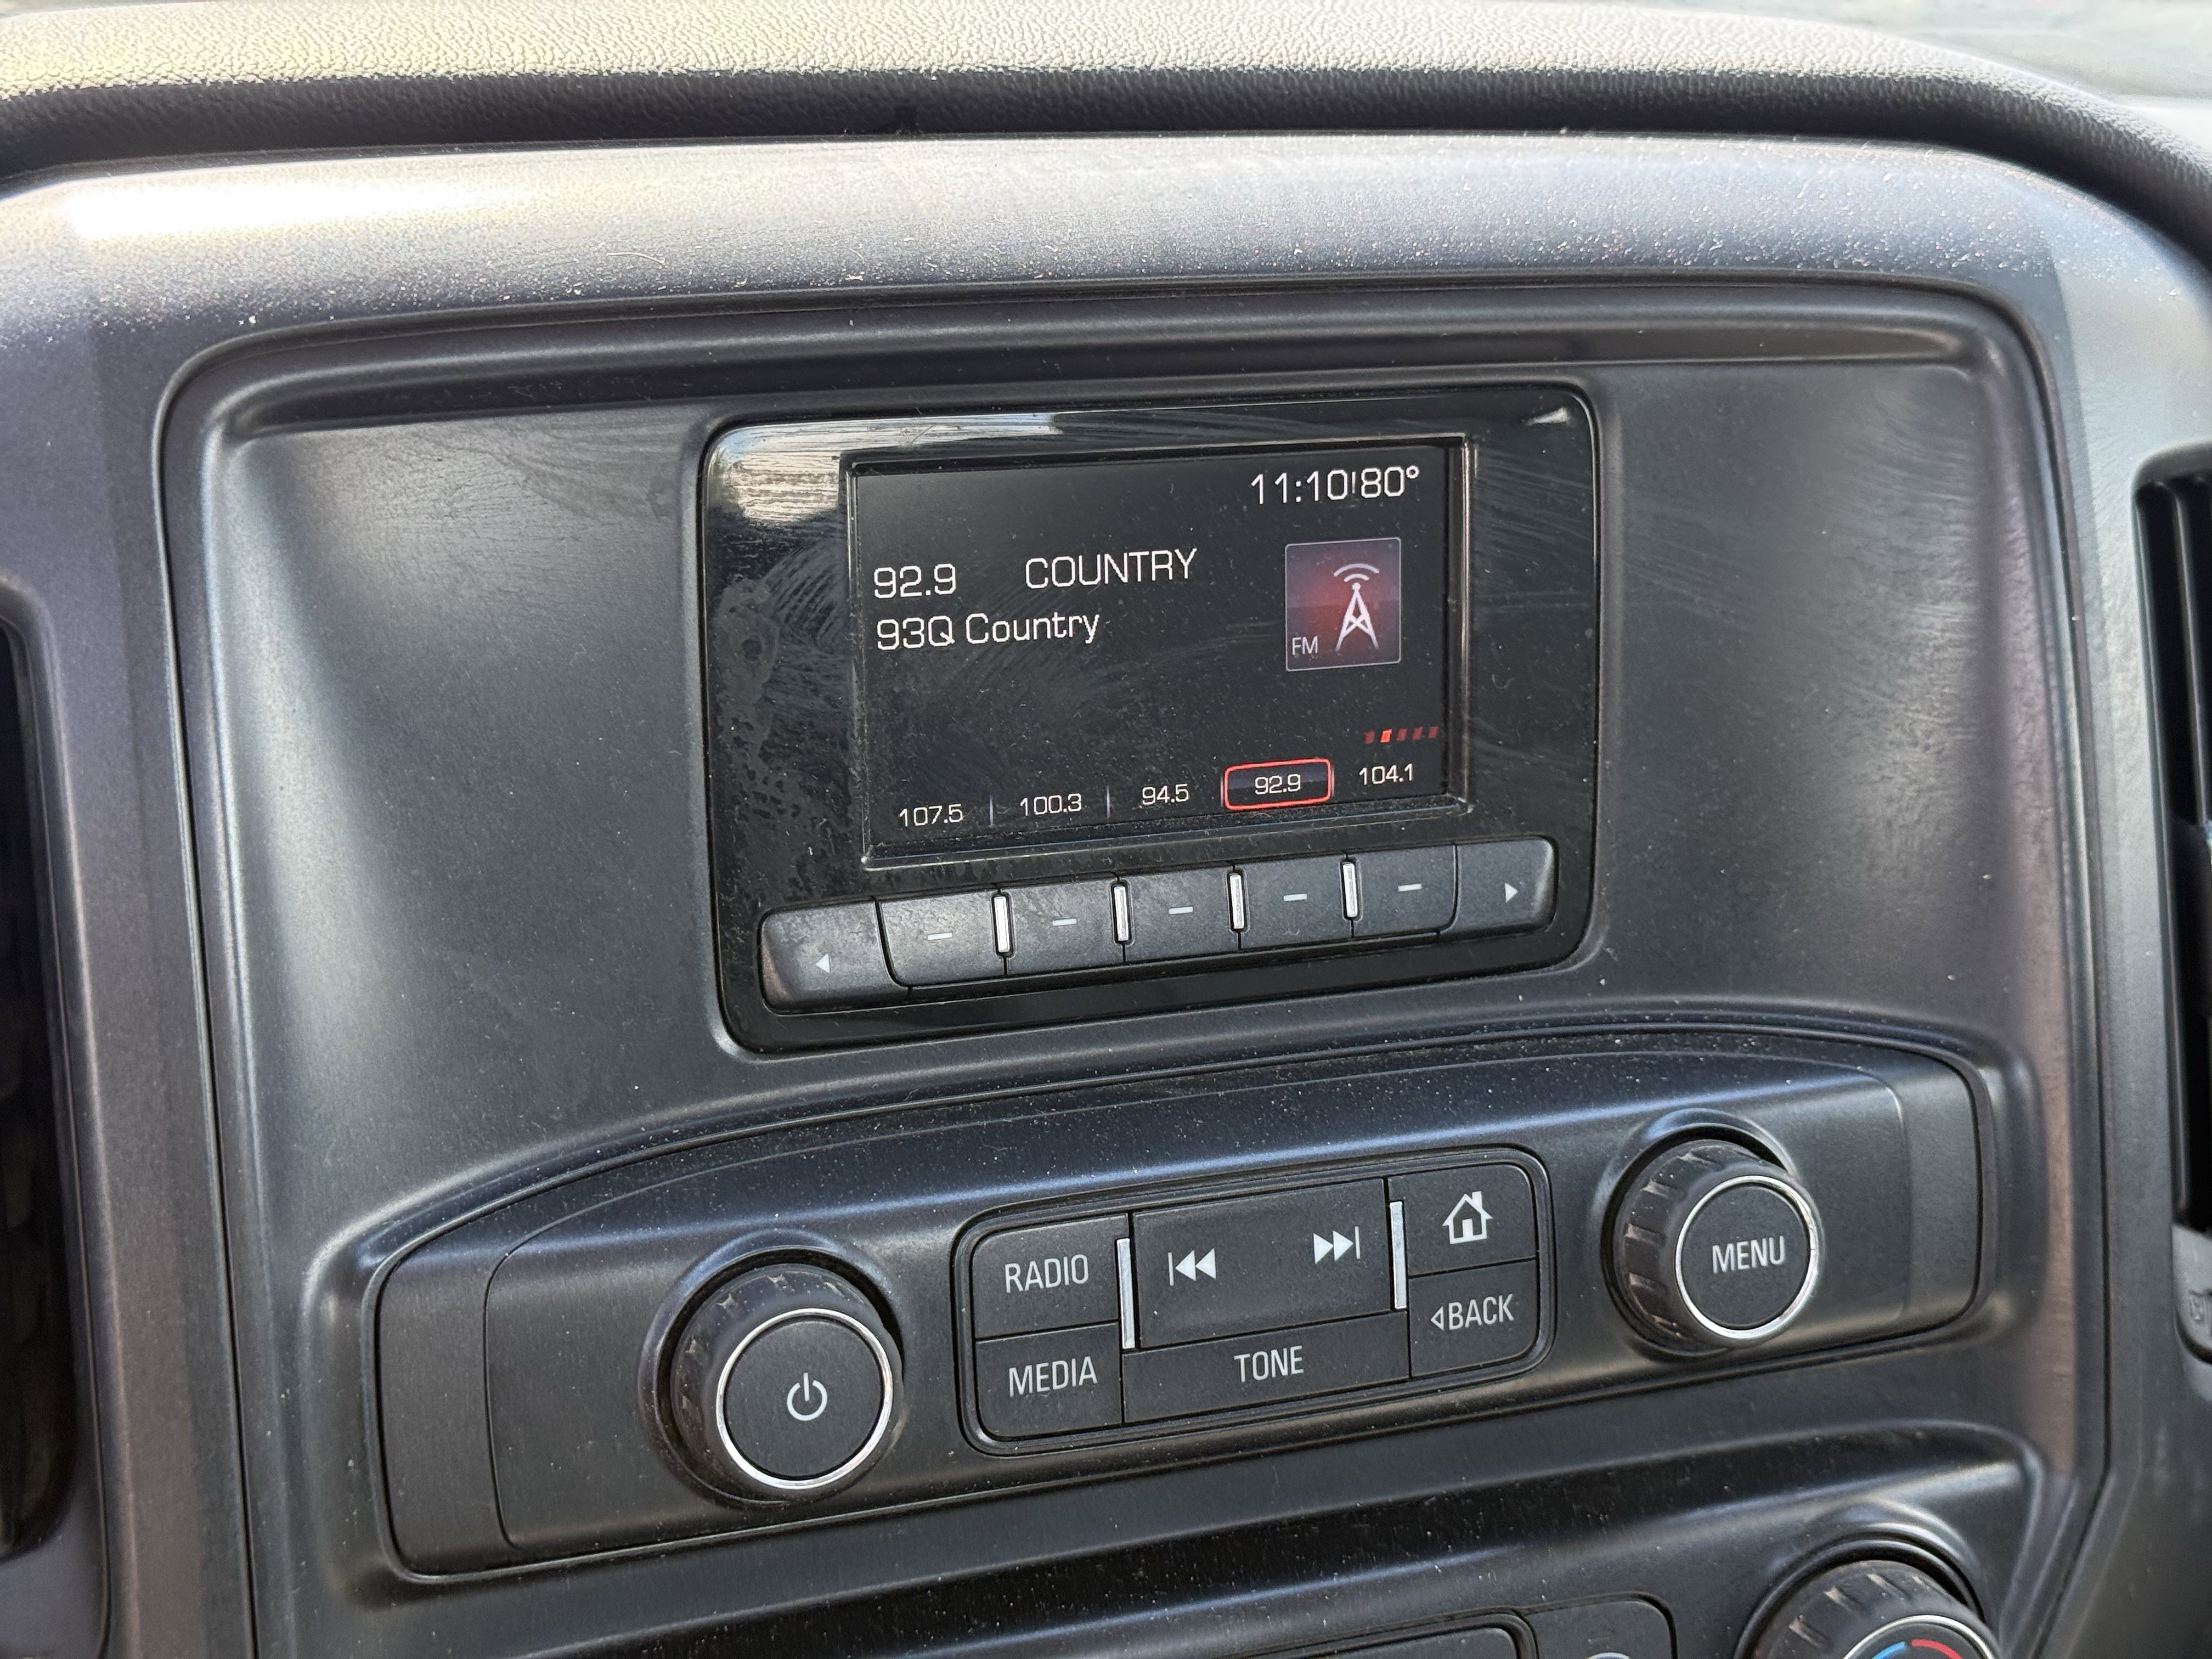 11:10 80°
92.9 COUNTRY
93Q Country
FM
107.5 100.3 94.5 92.9 104.1
RADIO
MEDIA
TONE
BACK
MENU